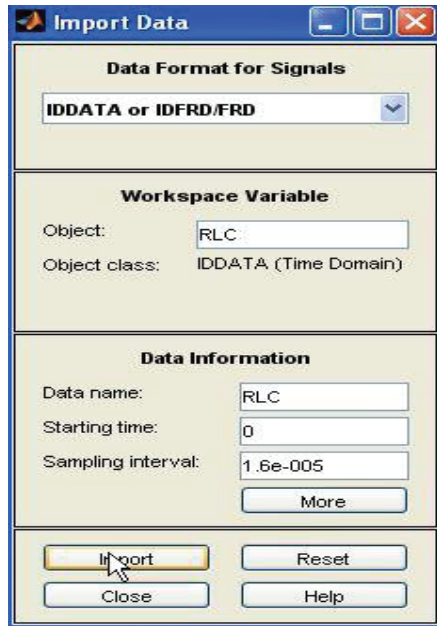 Import Data
Data Format for Signals
IDDATA or IDFRD/FRD
Workspace Variable
Object: RLC
Object class: IDDATA (Time Domain)
Data Information
Data name: RLC
Starting time: 0
Sampling interval: 1.6e-005
More
Import Reset
Close Help